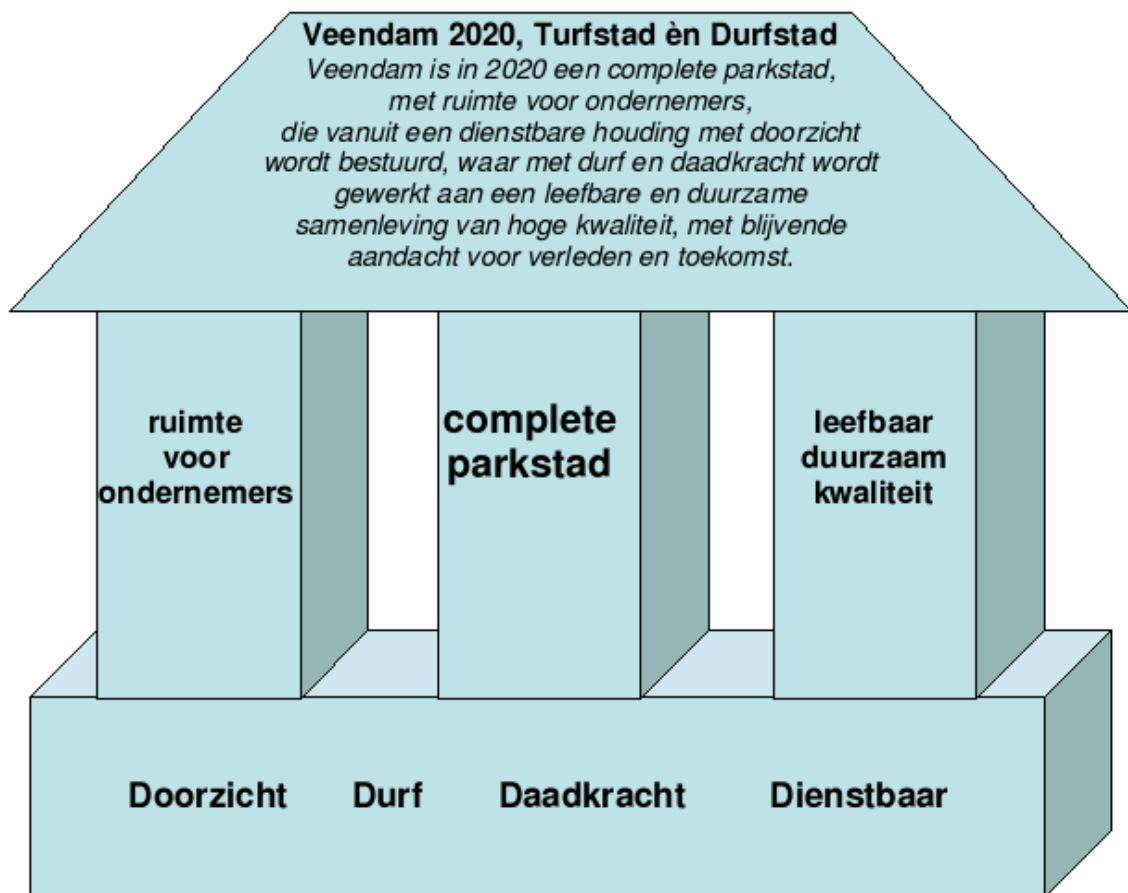 Veendam 2020, Turfstad èn Durfstad
Veendam is in 2020 een complete parkstad,
met ruimte voor ondernemers,
die vanuit een dienstbare houding met doorzicht
wordt bestuurd, waar met durf en daadkracht wordt
gewerkt aan een leefbare en duurzame
samenleving van hoge kwaliteit, met blijvende
aandacht voor verleden en toekomst.
ruimte
voor
ondernemers
complete
parkstad
leefbaar
duurzaam
kwaliteit
Doorzicht Durf Daadkracht Dienstbaar